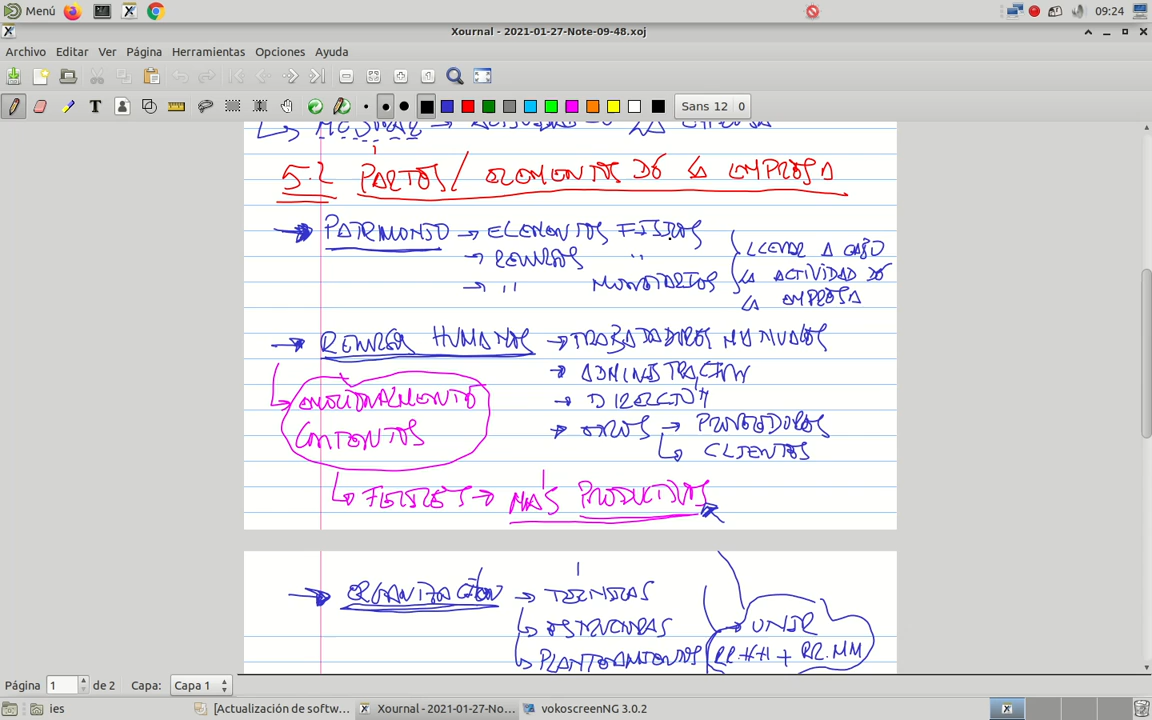 Menú
09:24
Xournal - 2021-01-27-Note-09-48.xoj
Archivo Editar Ver Página Herramientas Opciones Ayuda
Sans 12 0
LA EMPRESA
5.2 PARTES/ ELEMENTOS DE LA EMPRESA
→ PATRIMONIO → ELEMENTOS FÍSICOS
→ RECURSOS "
→ " MONETARIOS
LLEVAR A CABO
LA ACTIVIDAD DE
LA EMPRESA
→ RECURSOS HUMANOS → TRABAJADORES MANUALES
→ ADMINISTRACIÓN
→ DIRECCIÓN
→ OTROS → PROVEEDORES
↳ CLIENTES
EMOCIONALMENTE
CONTENTOS
↳ FELICES → MÁS PRODUCTIVOS
→ ORGANIZACIÓN → TÉCNICAS
↳ ESTRUCTURAS
↳ PLANTEAMIENTOS
→ UNIR
RR.HH + RR.MM
Página 1 de 2 Capa: Capa 1
ies [Actualización de softw... Xournal - 2021-01-27-No... vokoscreenNG 3.0.2